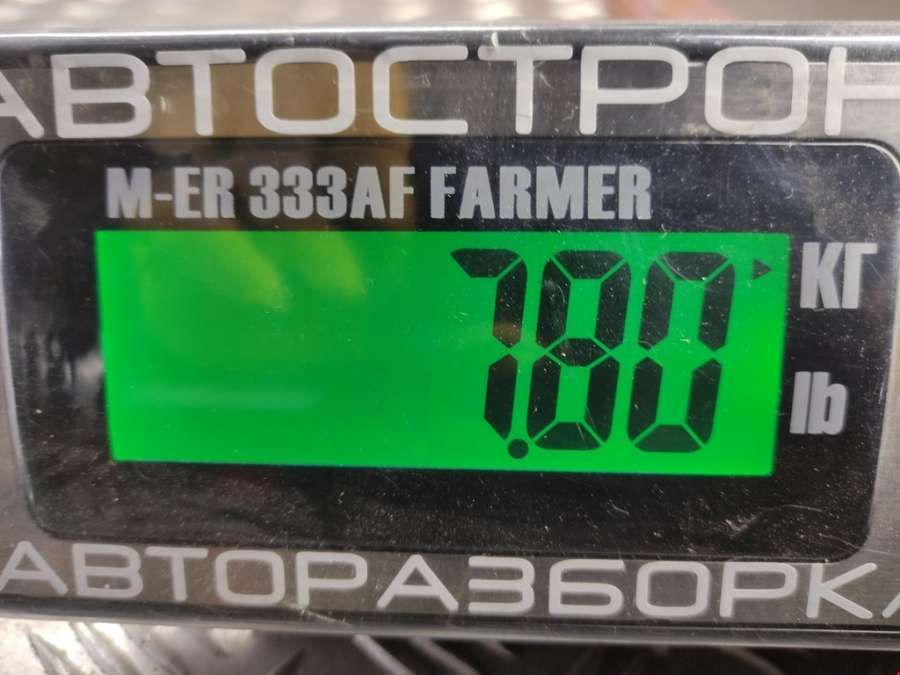 АВТОСТРОН
M-ER 333AF FARMER
7.80 КГ
lb
АВТОРАЗБОРКА